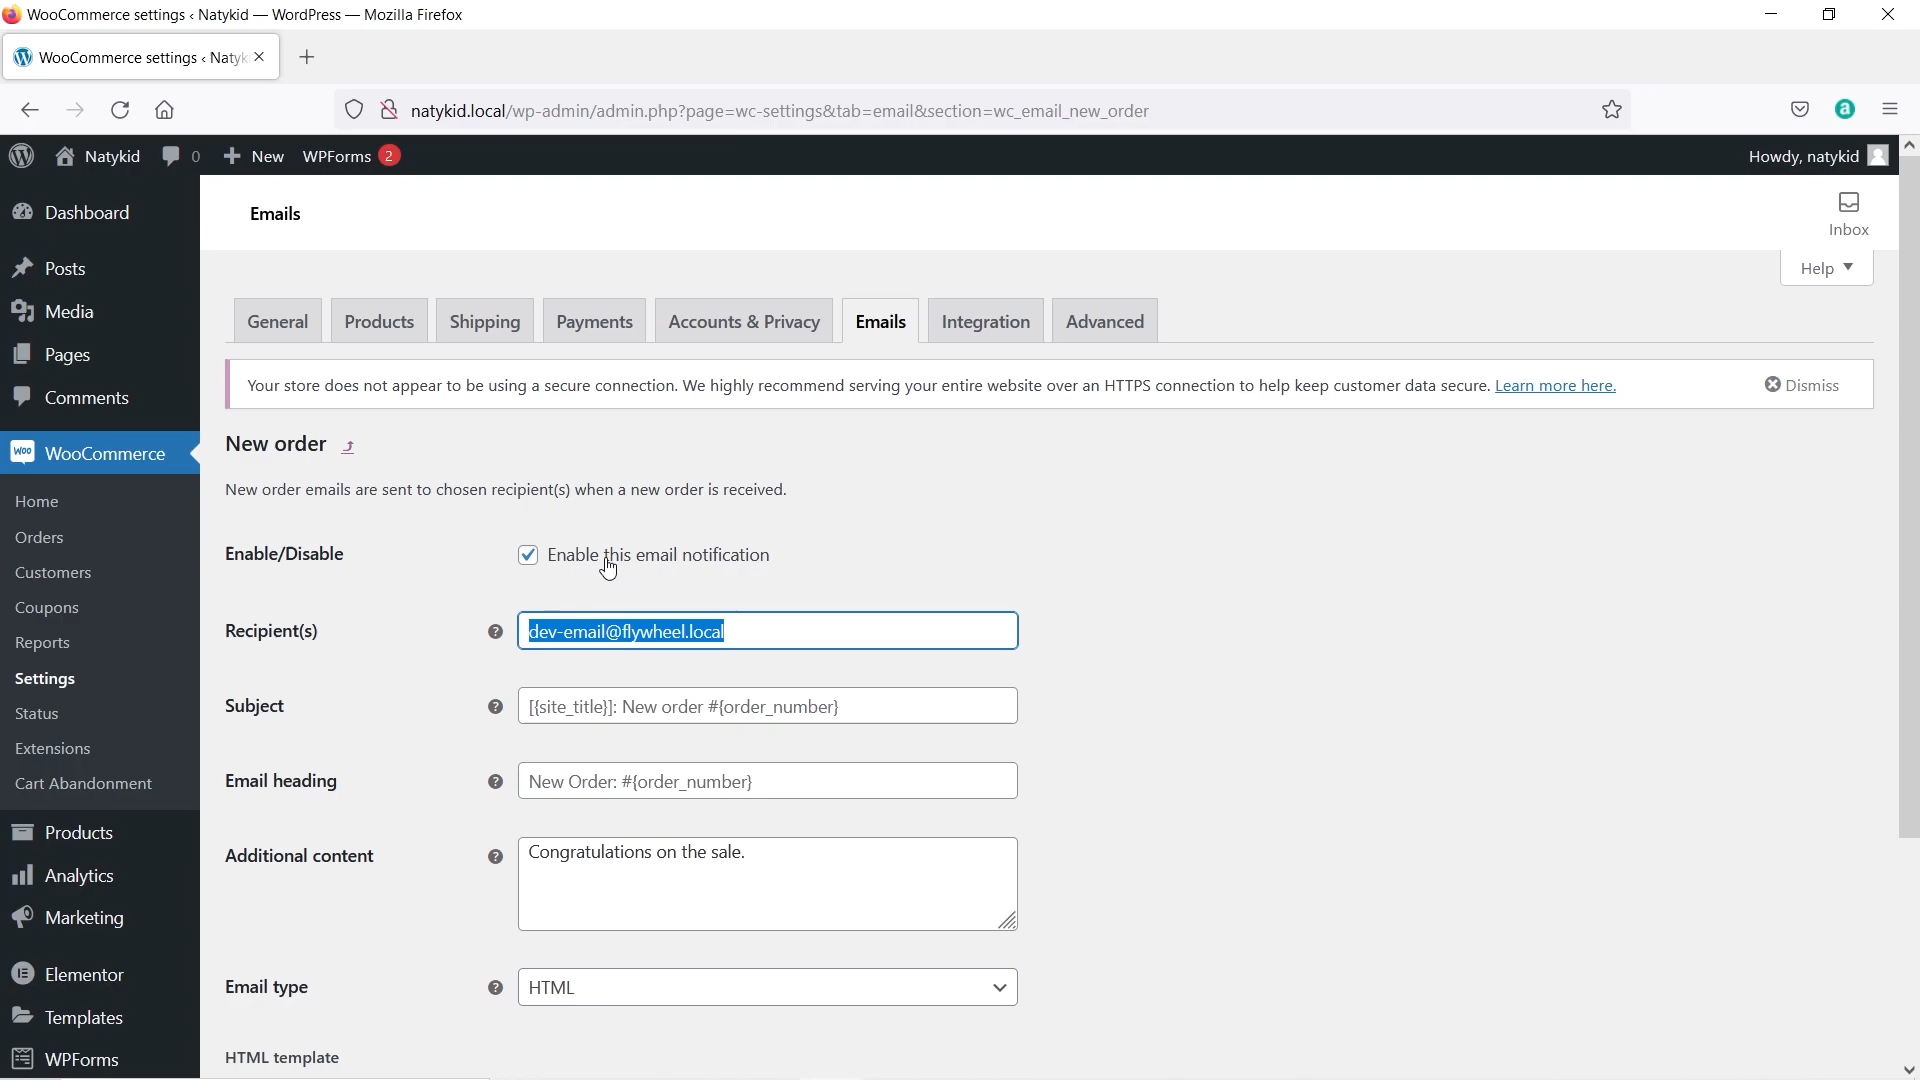 WooCommerce settings ‹ Natykid — WordPress — Mozilla Firefox
WooCommerce settings ‹ Natyk
natykid.local/wp-admin/admin.php?page=wc-settings&tab=email&section=wc_email_new_order
Natykid 0 New WPForms 2 Howdy, natykid
Dashboard
Posts
Media
Pages
Comments
Woo WooCommerce
Home
Orders
Customers
Coupons
Reports
Settings
Status
Extensions
Cart Abandonment
Products
Analytics
Marketing
Elementor
Templates
WPForms
Emails
Inbox
Help
General Products Shipping Payments Accounts & Privacy Emails Integration Advanced
Your store does not appear to be using a secure connection. We highly recommend serving your entire website over an HTTPS connection to help keep customer data secure. Learn more here. Dismiss
New order
New order emails are sent to chosen recipient(s) when a new order is received.
Enable/Disable Enable this email notification
Recipient(s) ? dev-email@flywheel.local
Subject ? [{site_title}]: New order #{order_number}
Email heading ? New Order: #{order_number}
Additional content ? Congratulations on the sale.
Email type ? HTML
HTML template